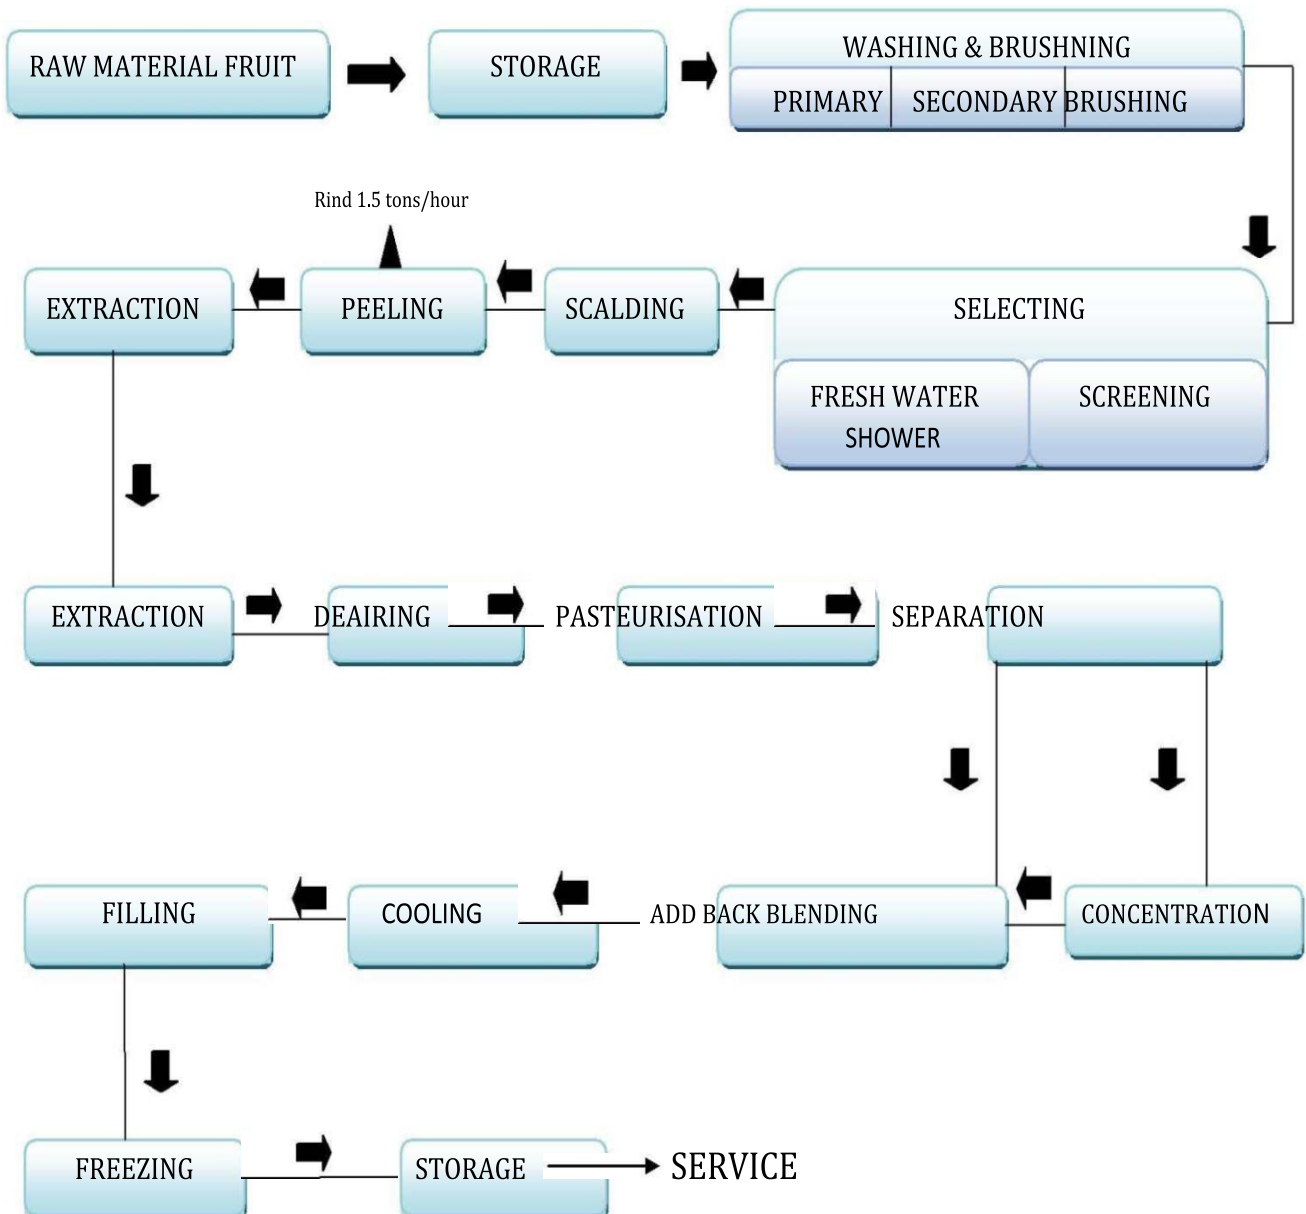 RAW MATERIAL FRUIT
STORAGE
WASHING & BRUSHNING
PRIMARY
SECONDARY
BRUSHING
Rind 1.5 tons/hour
EXTRACTION
PEELING
SCALDING
SELECTING
FRESH WATER
SHOWER
SCREENING
EXTRACTION
DEAIRING
PASTEURISATION
SEPARATION
FILLING
COOLING
ADD BACK BLENDING
CONCENTRATION
FREEZING
STORAGE
SERVICE